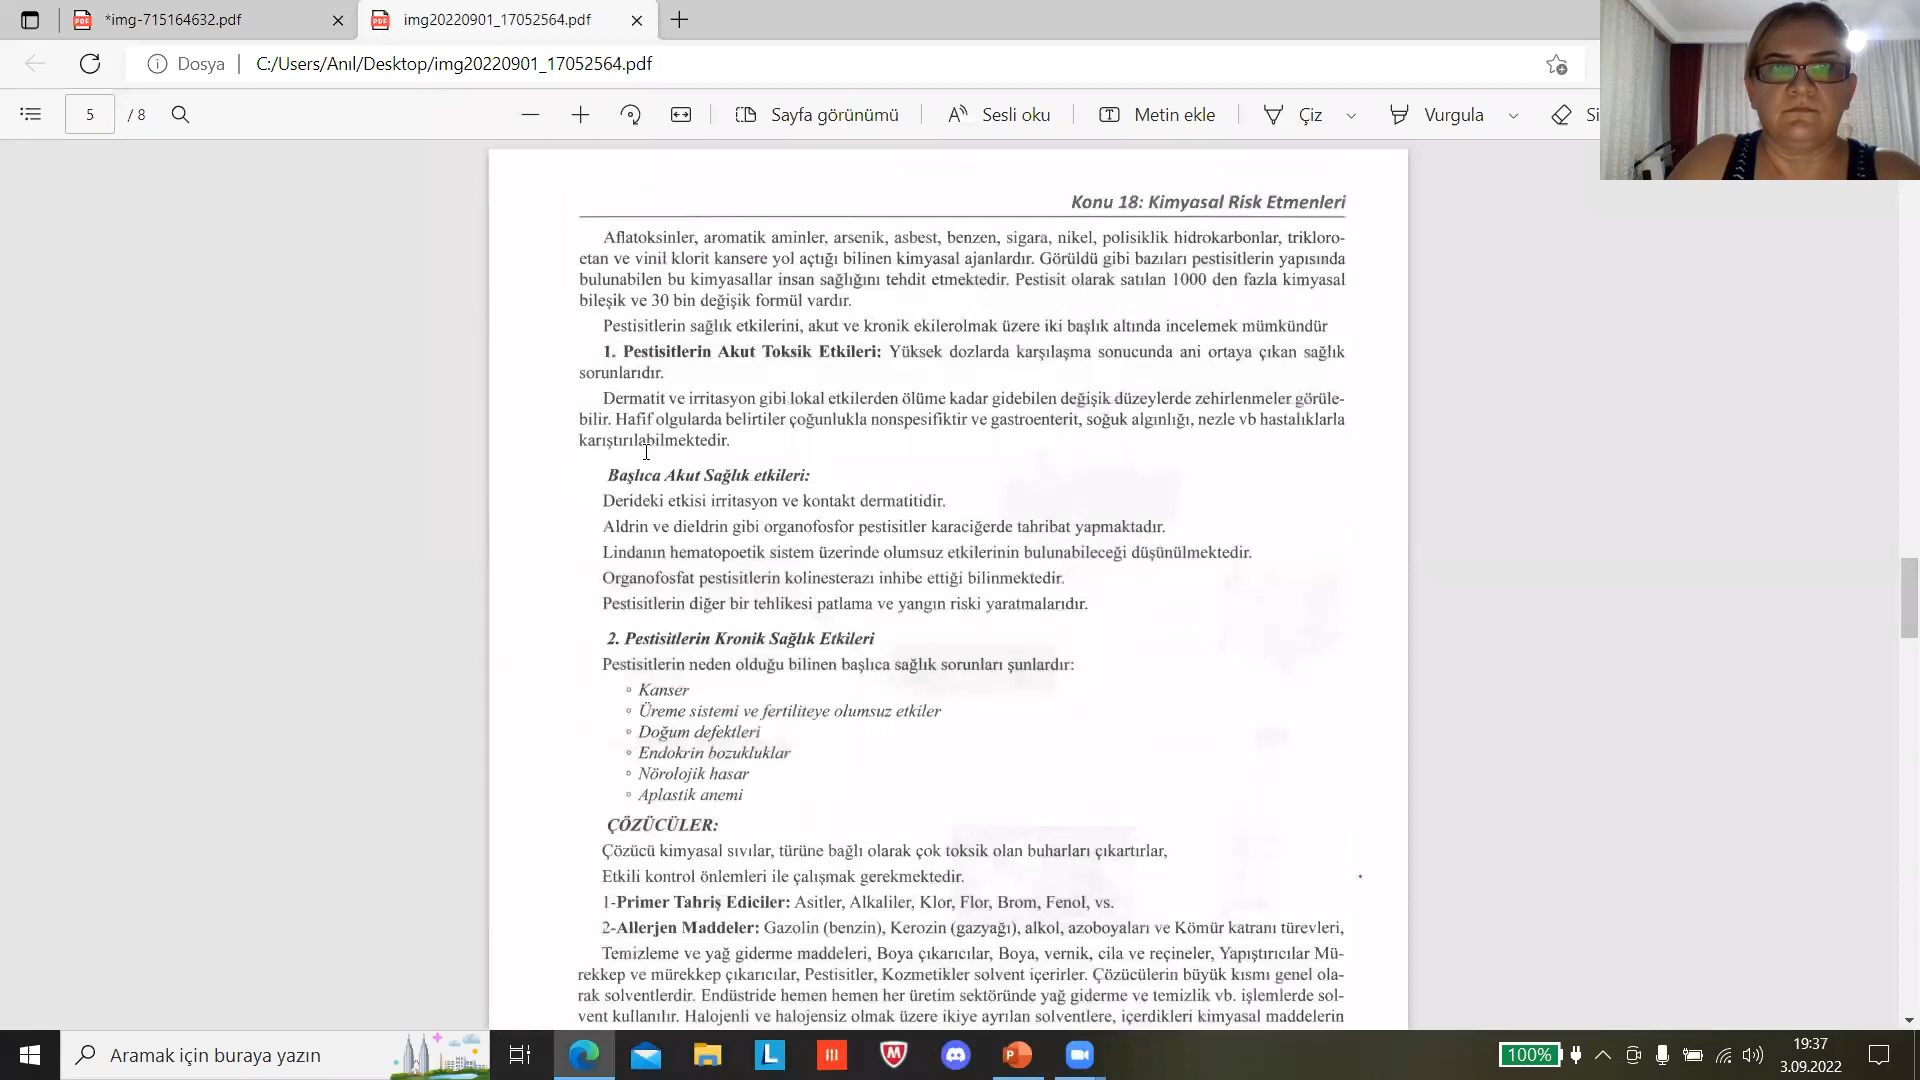 *img-715164632.pdf
img20220901_17052564.pdf
Dosya
C:/Users/Anıl/Desktop/img20220901_17052564.pdf
5 / 8
Sayfa görünümü
Sesli oku
Metin ekle
Çiz
Vurgula
Si
Konu 18: Kimyasal Risk Etmenleri
Aflatoksinler, aromatik aminler, arsenik, asbest, benzen, sigara, nikel, polisiklik hidrokarbonlar, trikloro-
etan ve vinil klorit kansere yol açtığı bilinen kimyasal ajanlardır. Görüldü gibi bazıları pestisitlerin yapısında
bulunabilen bu kimyasallar insan sağlığını tehdit etmektedir. Pestisit olarak satılan 1000 den fazla kimyasal
bileşik ve 30 bin değişik formül vardır.
Pestisitlerin sağlık etkilerini, akut ve kronik ekilerolmak üzere iki başlık altında incelemek mümkündür
1. Pestisitlerin Akut Toksik Etkileri: Yüksek dozlarda karşılaşma sonucunda ani ortaya çıkan sağlık
sorunlarıdır.
Dermatit ve irritasyon gibi lokal etkilerden ölüme kadar gidebilen değişik düzeylerde zehirlenmeler görüle-
bilir. Hafif olgularda belirtiler çoğunlukla nonspesifiktir ve gastroenterit, soğuk algınlığı, nezle vb hastalıklarla
karıştırılabilmektedir.
Başlıca Akut Sağlık etkileri:
Derideki etkisi irritasyon ve kontakt dermatitidir.
Aldrin ve dieldrin gibi organofosfor pestisitler karaciğerde tahribat yapmaktadır.
Lindanın hematopoetik sistem üzerinde olumsuz etkilerinin bulunabileceği düşünülmektedir.
Organofosfat pestisitlerin kolinesterazı inhibe ettiği bilinmektedir.
Pestisitlerin diğer bir tehlikesi patlama ve yangın riski yaratmalarıdır.
2. Pestisitlerin Kronik Sağlık Etkileri
Pestisitlerin neden olduğu bilinen başlıca sağlık sorunları şunlardır:
◦ Kanser
◦ Üreme sistemi ve fertiliteye olumsuz etkiler
◦ Doğum defektleri
◦ Endokrin bozukluklar
◦ Nörolojik hasar
◦ Aplastik anemi
ÇÖZÜCÜLER:
Çözücü kimyasal sıvılar, türüne bağlı olarak çok toksik olan buharları çıkartırlar,
Etkili kontrol önlemleri ile çalışmak gerekmektedir.
1-Primer Tahriş Ediciler: Asitler, Alkaliler, Klor, Flor, Brom, Fenol, vs.
2-Allerjen Maddeler: Gazolin (benzin), Kerozin (gazyağı), alkol, azoboyaları ve Kömür katranı türevleri,
Temizleme ve yağ giderme maddeleri, Boya çıkarıcılar, Boya, vernik, cila ve reçineler, Yapıştırıcılar Mü-
rekkep ve mürekkep çıkarıcılar, Pestisitler, Kozmetikler solvent içerirler. Çözücülerin büyük kısmı genel ola-
rak solventlerdir. Endüstride hemen hemen her üretim sektöründe yağ giderme ve temizlik vb. işlemlerde sol-
vent kullanılır. Halojenli ve halojensiz olmak üzere ikiye ayrılan solventlere, içerdikleri kimyasal maddelerin
Aramak için buraya yazın
100%
19:37
3.09.2022